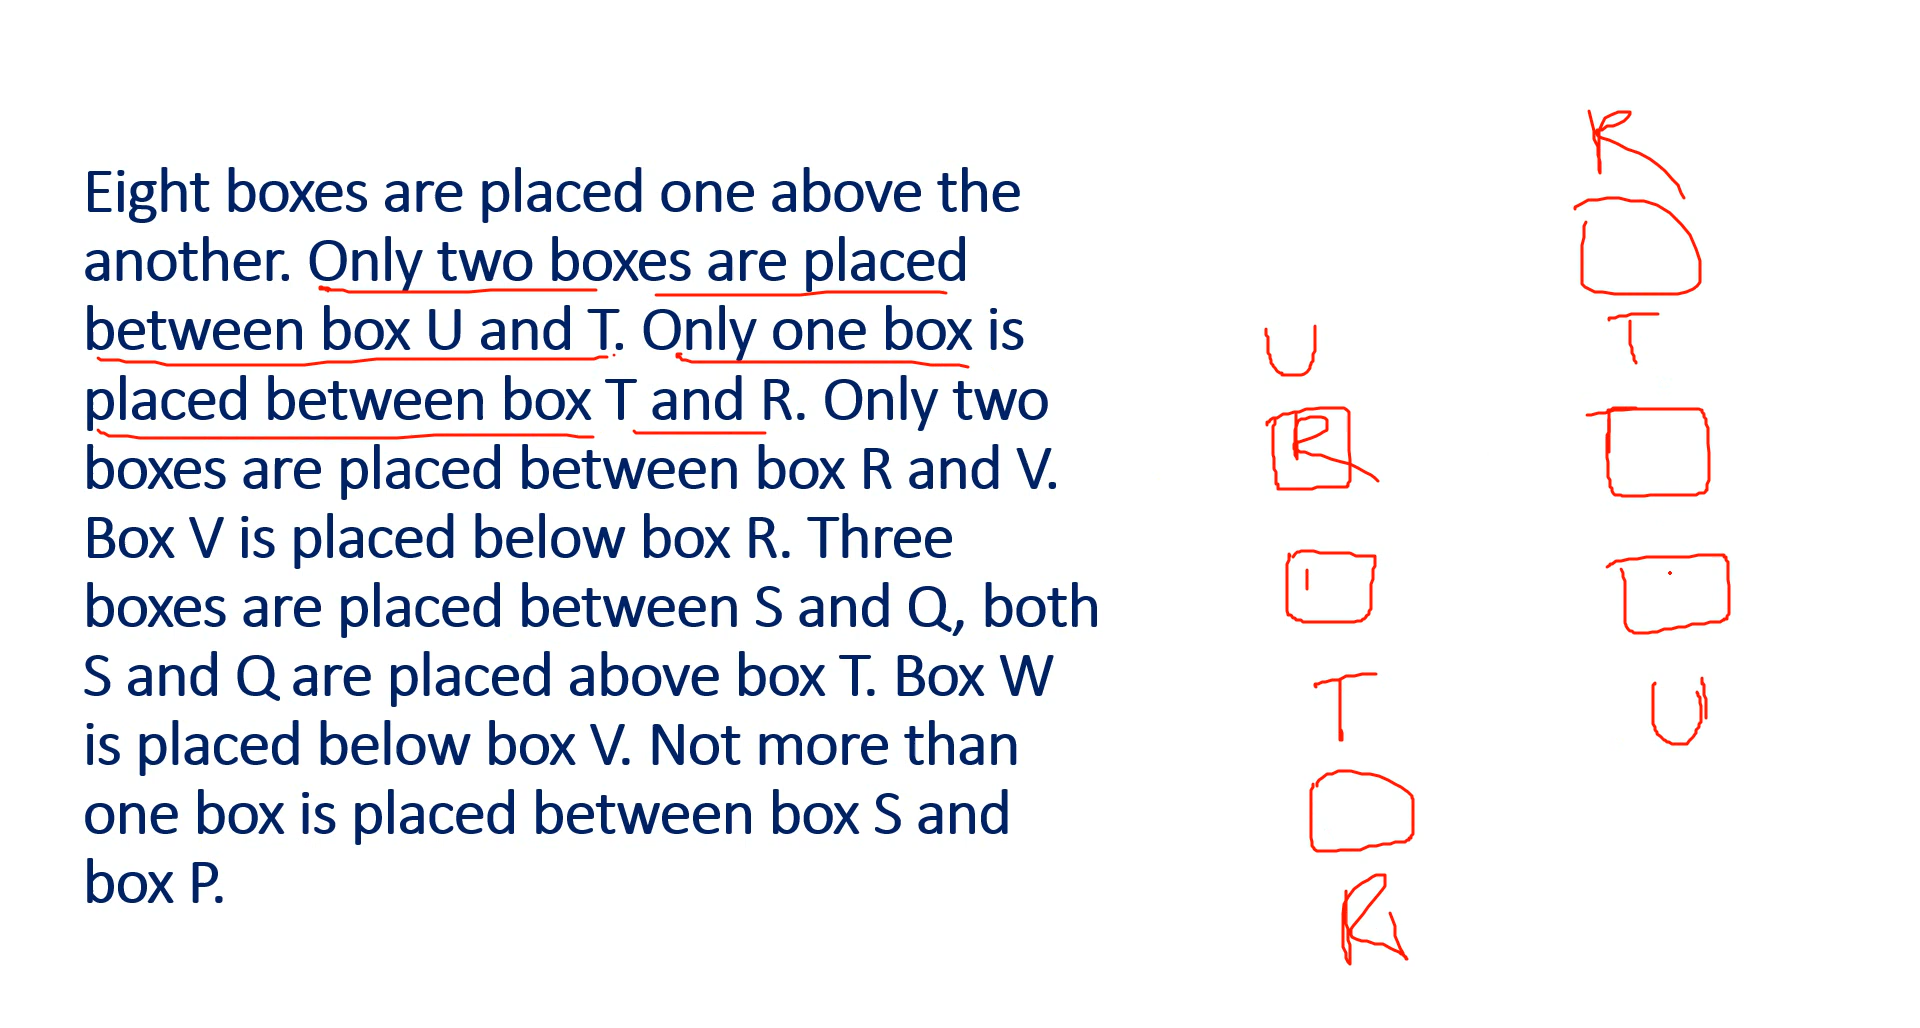 Eight boxes are placed one above the
another. Only two boxes are placed
between box U and T. Only one box is
placed between box T and R. Only two
boxes are placed between box R and V.
Box V is placed below box R. Three
boxes are placed between S and Q, both
S and Q are placed above box T. Box W
is placed below box V. Not more than
one box is placed between box S and
box P.
U
R
T
R
R
T
U